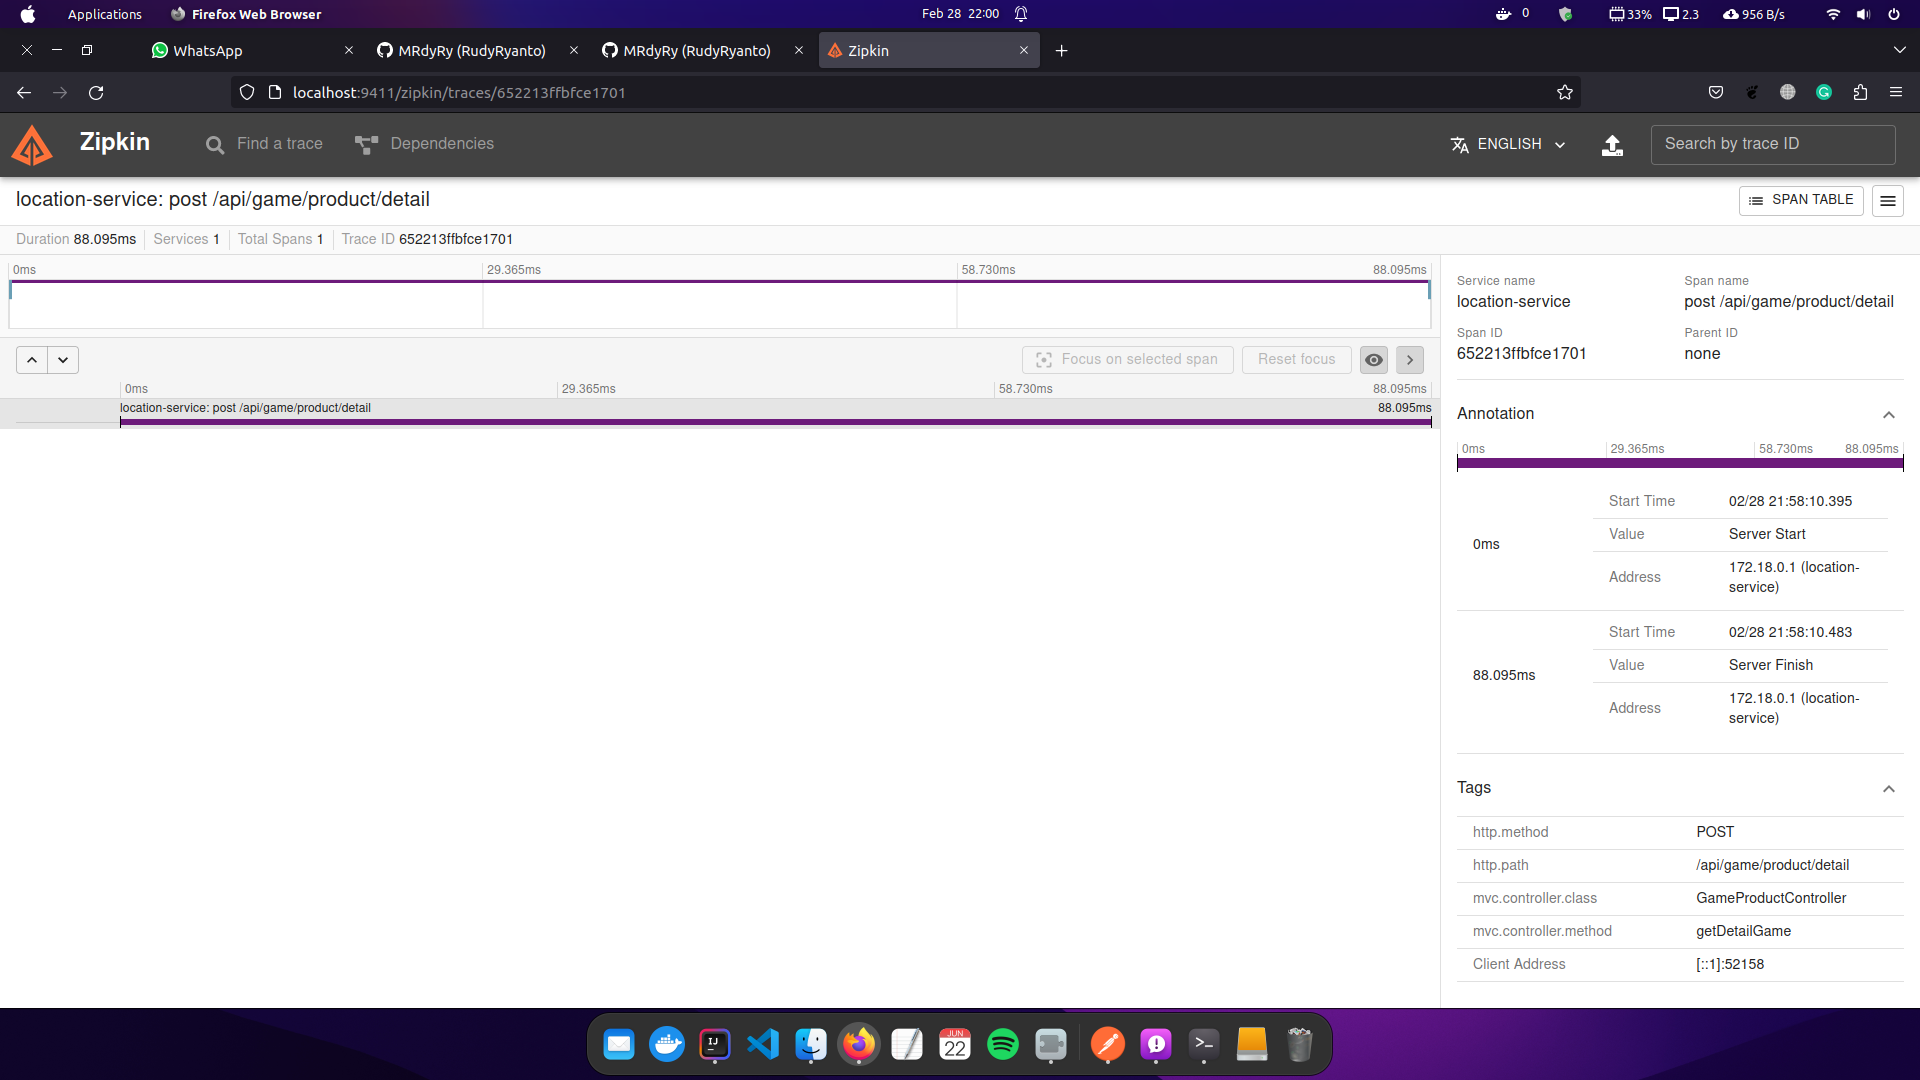 Applications Firefox Web Browser Feb 28 22:00 0 33% 2.3 956 B/s
WhatsApp MRdyRy (RudyRyanto) MRdyRy (RudyRyanto) Zipkin
localhost:9411/zipkin/traces/652213ffbfce1701
Zipkin Find a trace Dependencies ENGLISH Search by trace ID
location-service: post /api/game/product/detail SPAN TABLE
Duration 88.095ms Services 1 Total Spans 1 Trace ID 652213ffbfce1701
0ms 29.365ms 58.730ms 88.095ms
Focus on selected span Reset focus
0ms 29.365ms 58.730ms 88.095ms
location-service: post /api/game/product/detail 88.095ms
Service name Span name
location-service post /api/game/product/detail
Span ID Parent ID
652213ffbfce1701 none
Annotation
0ms 29.365ms 58.730ms 88.095ms
Start Time 02/28 21:58:10.395
0ms Value Server Start
Address 172.18.0.1 (location-
service)
Start Time 02/28 21:58:10.483
88.095ms Value Server Finish
Address 172.18.0.1 (location-
service)
Tags
http.method POST
http.path /api/game/product/detail
mvc.controller.class GameProductController
mvc.controller.method getDetailGame
Client Address [::1]:52158
IJ
JUN
22